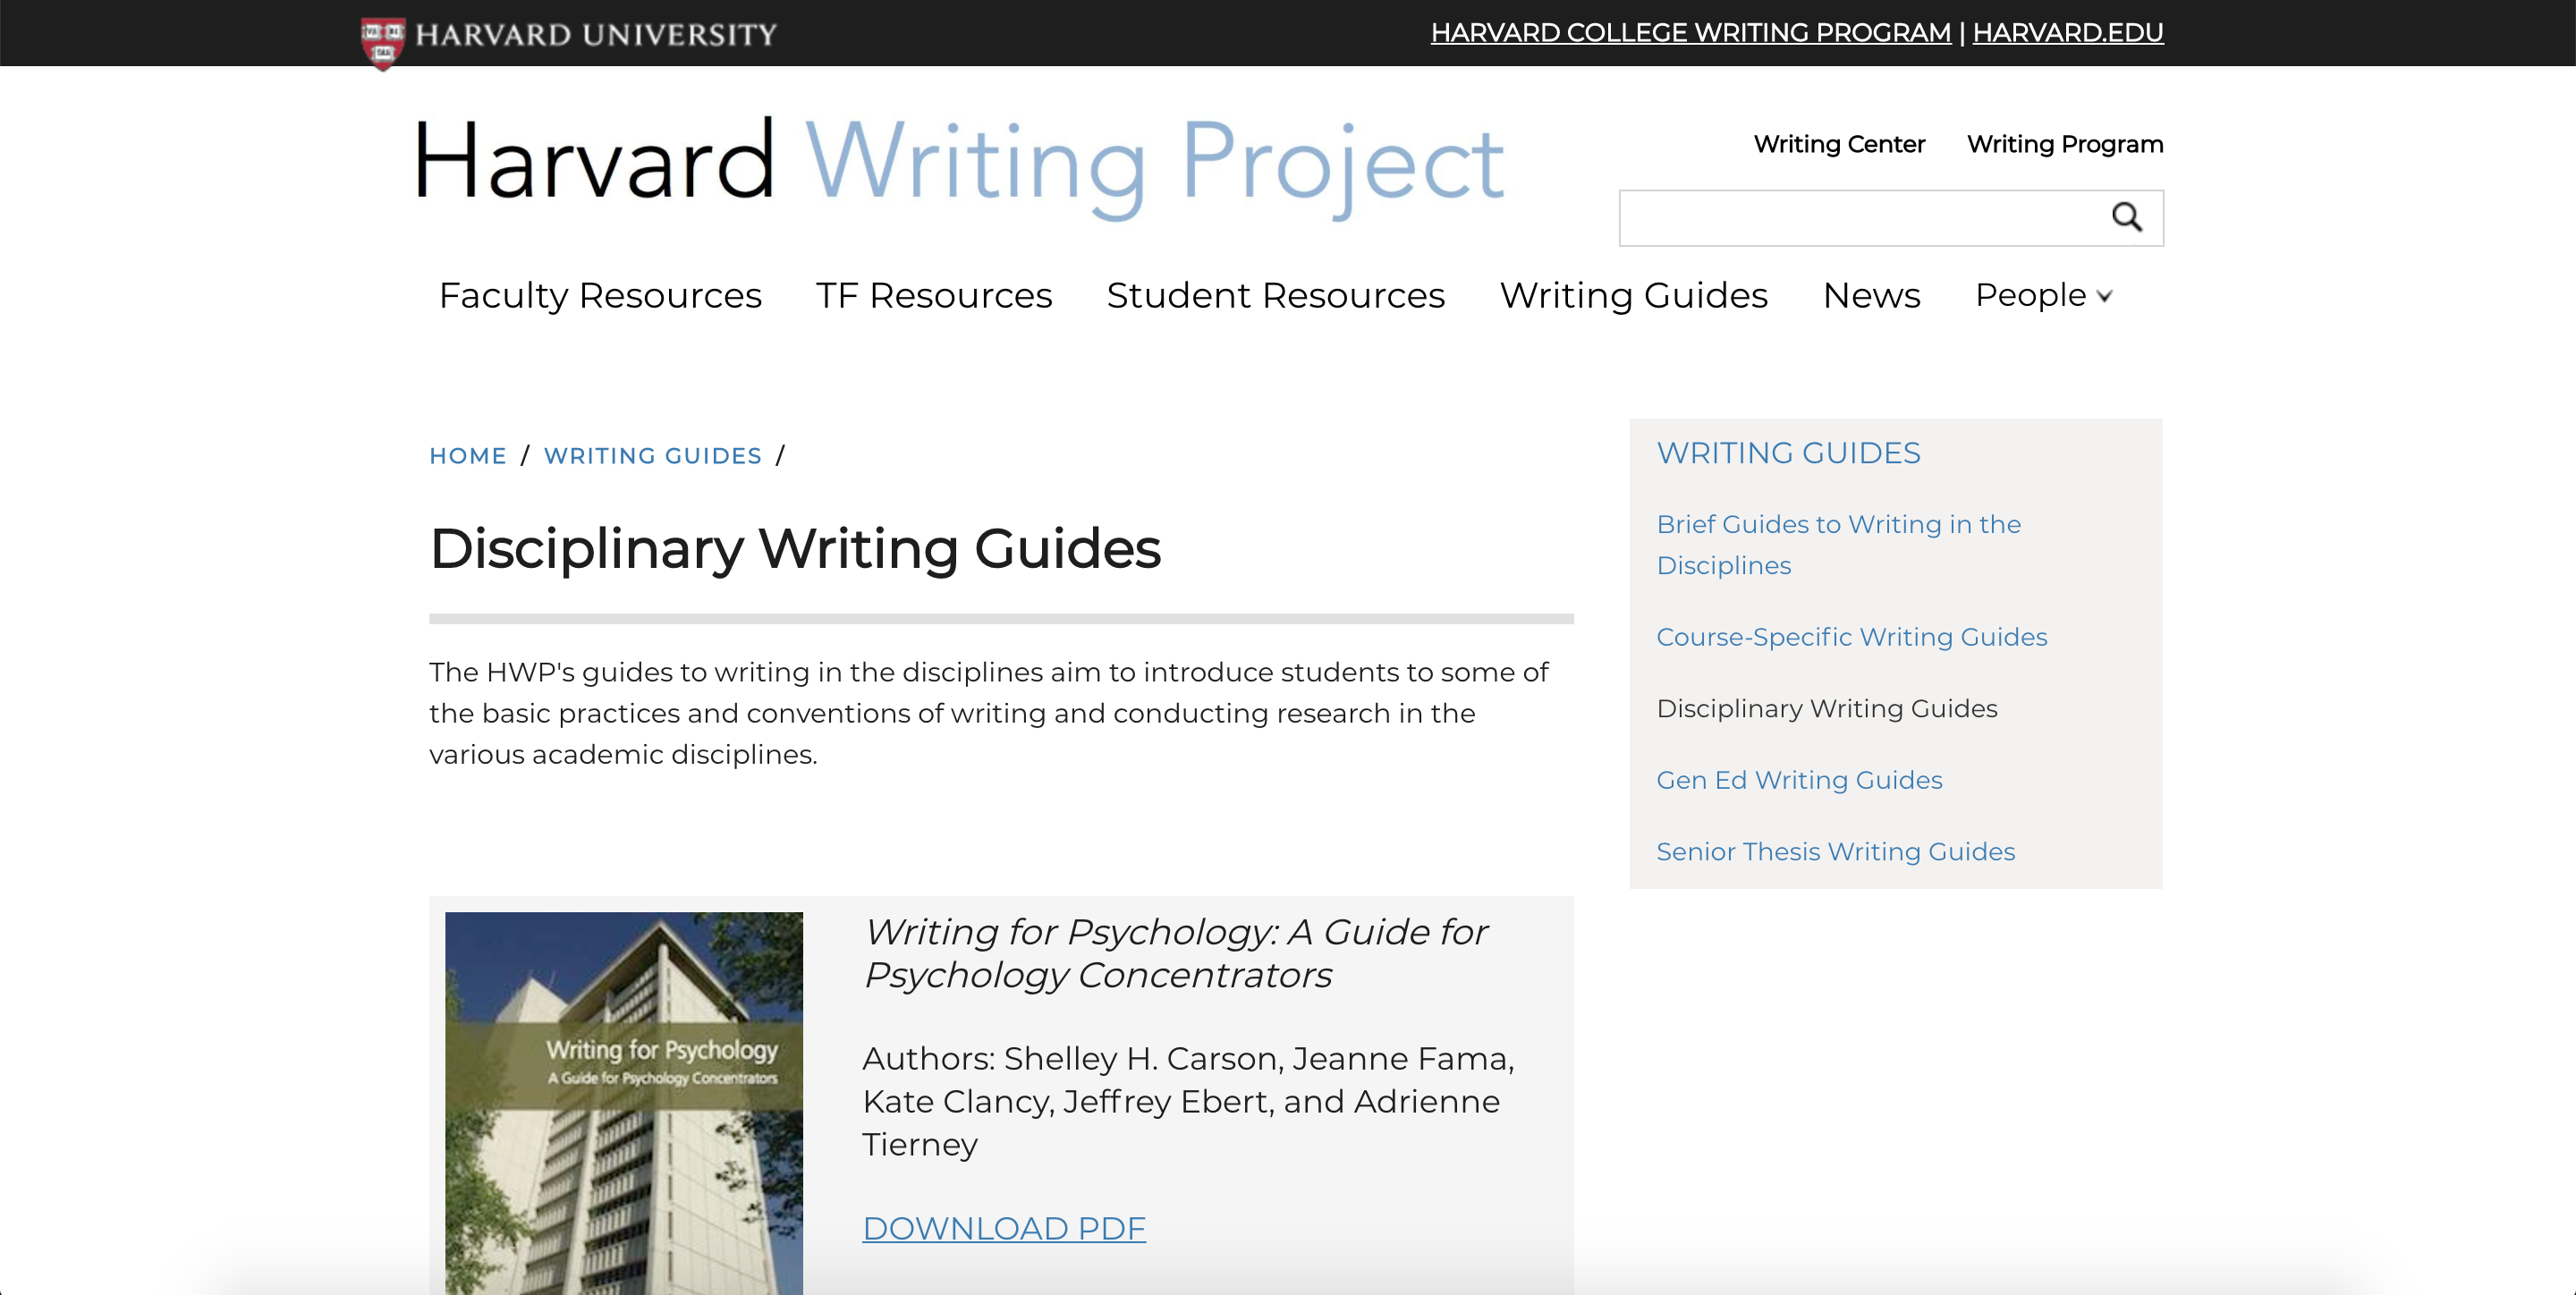 HARVARD UNIVERSITY
HARVARD COLLEGE WRITING PROGRAM | HARVARD.EDU
Harvard Writing Project
Writing Center Writing Program
Faculty Resources TF Resources Student Resources Writing Guides News People
HOME / WRITING GUIDES /
Disciplinary Writing Guides
The HWP's guides to writing in the disciplines aim to introduce students to some of
the basic practices and conventions of writing and conducting research in the
various academic disciplines.
WRITING GUIDES
Brief Guides to Writing in the
Disciplines
Course-Specific Writing Guides
Disciplinary Writing Guides
Gen Ed Writing Guides
Senior Thesis Writing Guides
Writing for Psychology
A Guide for Psychology Concentrators
Writing for Psychology: A Guide for
Psychology Concentrators
Authors: Shelley H. Carson, Jeanne Fama,
Kate Clancy, Jeffrey Ebert, and Adrienne
Tierney
DOWNLOAD PDF